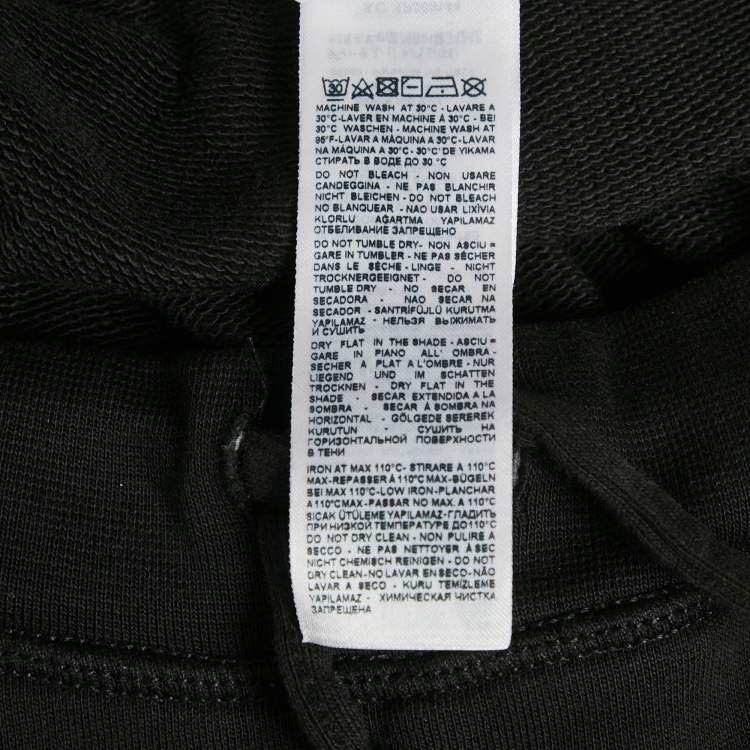 30
MACHINE WASH AT 30°C - LAVARE A
30°C-LAVER EN MACHINE À 30°C - BEI
30°C WASCHEN - MACHINE WASH AT
85°F-LAVAR A MÁQUINA A 30°C-LAVAR
NA MÁQUINA A 30°C - 30°C' DE YIKAMA
СТИРАТЬ В ВОДЕ ДО 30 °C
DO NOT BLEACH - NON USARE
CANDEGGINA - NE PAS BLANCHIR
NICHT BLEICHEN - DO NOT BLEACH
NO BLANQUEAR - NAO USAR LIXÍVIA
KLORLU AĞARTMA YAPILAMAZ
ОТБЕЛИВАНИЕ ЗАПРЕЩЕНО
DO NOT TUMBLE DRY- NON ASCIU =
GARE IN TUMBLER - NE PAS SÉCHER
DANS LE SÈCHE - LINGE - NICHT
TROCKNERGEEIGNET - DO NOT
TUMBLE DRY - NO SECAR EN
SECADORA - NAO SECAR NA
SECADOR - SANTRİFÜJLÜ KURUTMA
YAPILAMAZ - НЕЛЬЗЯ ВЫЖИМАТЬ
И СУШИТЬ
DRY FLAT IN THE SHADE - ASCIU =
GARE IN PIANO ALL' OMBRA -
SECHER A PLAT A L'OMBRE - NUR
LIEGEND UND IM SCHATTEN
TROCKNEN - DRY FLAT IN THE
SHADE - SECAR EXTENDIDA A LA
SOMBRA - SECAR À SOMBRA NA
HORIZONTAL - GÖLGEDE SEREREK
KURUTUN - СУШИТЬ НА
ГОРИЗОНТАЛЬНОЙ ПОВЕРХНОСТИ
В ТЕНИ
IRON AT MAX 110°C- STIRARE A 110°C
MAX-REPASSER À 110°C MAX-BÜGELN
BEI MAX 110°C-LOW IRON-PLANCHAR
A 110°C MAX-PASSAR NO MAX. A 110°C
SICAK ÜTÜLEME YAPILMAZ-ГЛАДИТЬ
ПРИ НИЗКОЙ ТЕМПЕРАТУРЕ ДО 110°C
DO NOT DRY CLEAN - NON PULIRE A
SECCO - NE PAS NETTOYER À SEC
NICHT CHEMISCH REINIGEN - DO NOT
DRY CLEAN-NO LAVAR EN SECO-NÃO
LAVAR A SECO - KURU TEMİZLEME
YAPILAMAZ - ХИМИЧЕСКАЯ ЧИСТКА
ЗАПРЕЩЕНА